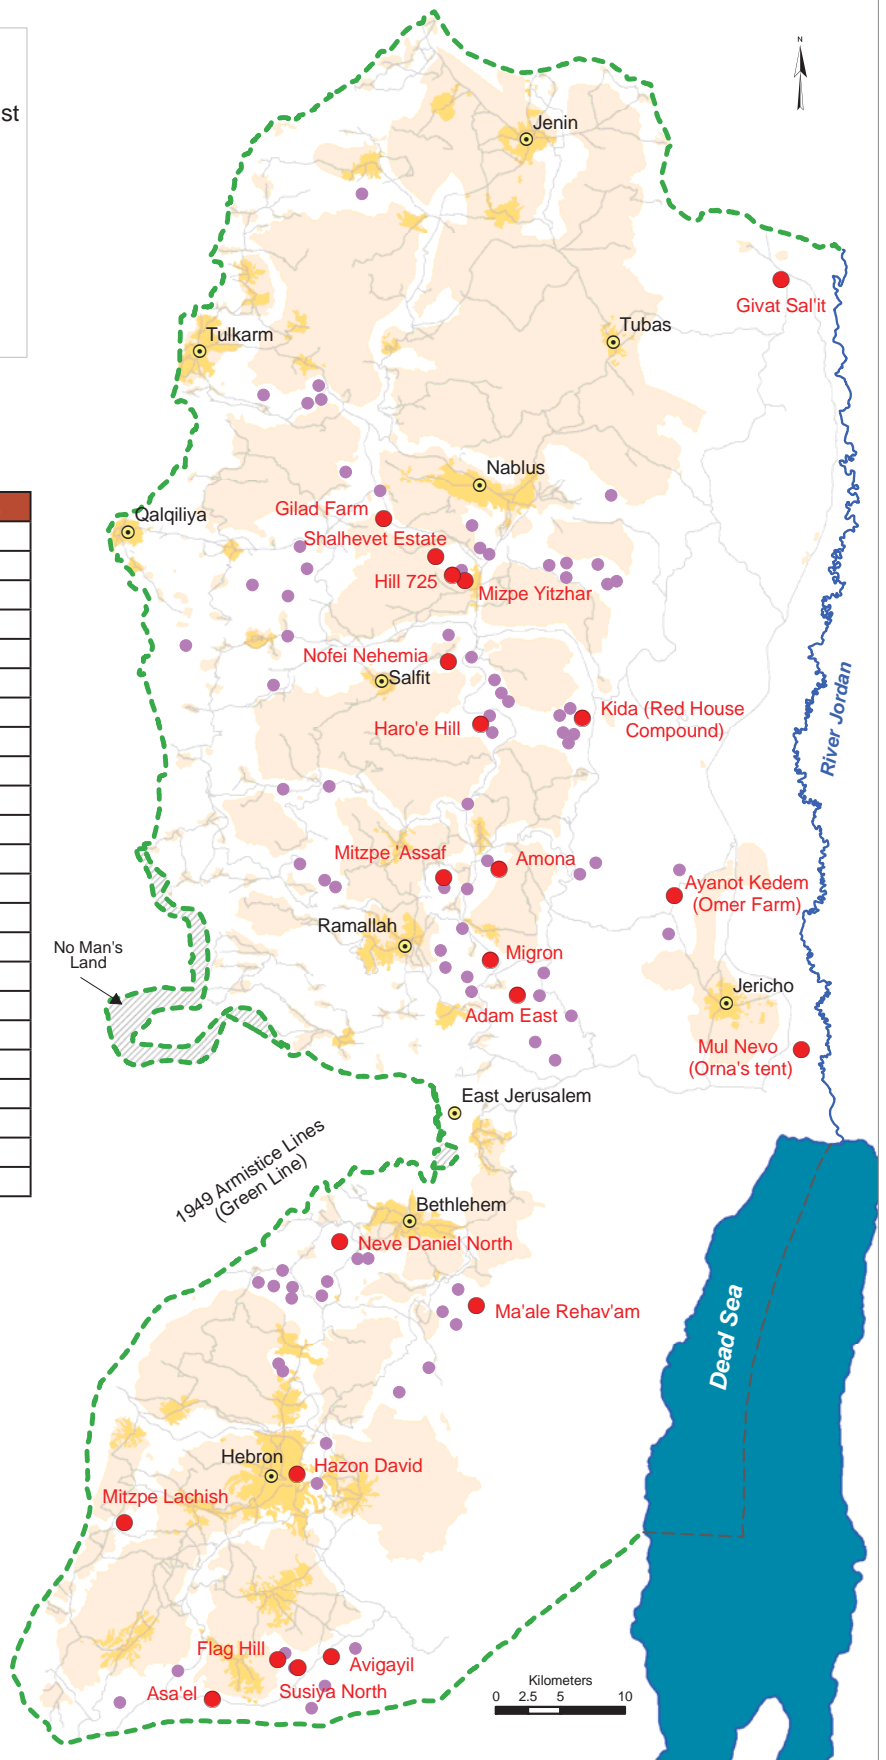 N
st
Jenin
Givat Sal'it
Tubas
Tulkarm
Nablus
Gilad Farm
Qalqiliya
Shalhevet Estate
Hill 725
Mizpe Yitzhar
Nofei Nehemia
Salfit
Kida (Red House
Compound)
Haro'e Hill
River Jordan
Mitzpe 'Assaf
Amona
Ayanot Kedem
(Omer Farm)
Ramallah
No Man's
Land
Migron
Jericho
Adam East
Mul Nevo
(Orna's tent)
East Jerusalem
1949 Armistice Lines
(Green Line)
Bethlehem
Neve Daniel North
Ma'ale Rehav'am
Dead Sea
Hebron
Hazon David
Mitzpe Lachish
Flag Hill
Avigayil
Asa'el
Susiya North
Kilometers
0 2.5 5 10